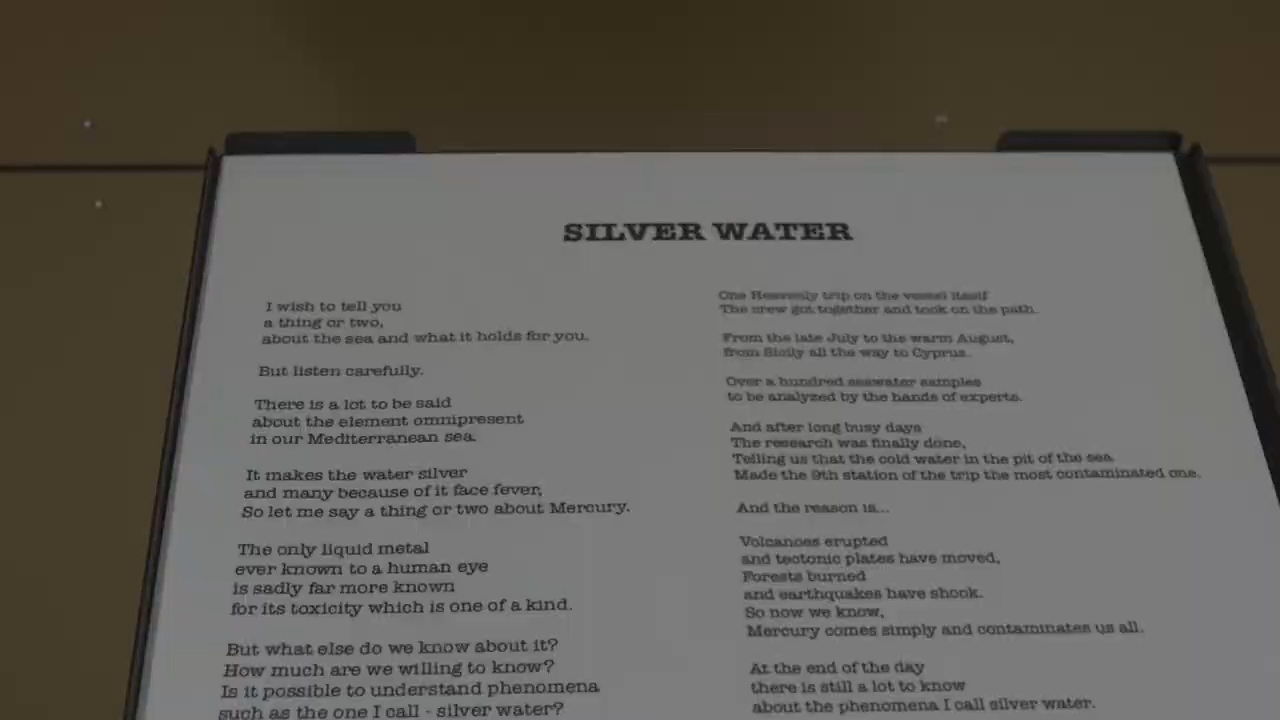 SILVER WATER
I wish to tell you
a thing or two,
about the sea and what it holds for you.
But listen carefully.
There is a lot to be said
about the element omnipresent
in our Mediterranean sea.
It makes the water silver
and many because of it face fever,
So let me say a thing or two about Mercury.
The only liquid metal
ever known to a human eye
is sadly far more known
for its toxicity which is one of a kind.
But what else do we know about it?
How much are we willing to know?
Is it possible to understand phenomena
such as the one I call - silver water?
One Heavenly trip on the vessel itself
The crew got together and took on the path.
From the late July to the warm August,
from Sicily all the way to Cyprus.
Over a hundred seawater samples
to be analyzed by the hands of experts.
And after long busy days
The research was finally done,
Telling us that the cold water in the pit of the sea
Made the 9th station of the trip the most contaminated one.
And the reason is...
Volcanoes erupted
and tectonic plates have moved,
Forests burned
and earthquakes have shook.
So now we know,
Mercury comes simply and contaminates us all.
At the end of the day
there is still a lot to know
about the phenomena I call silver water.